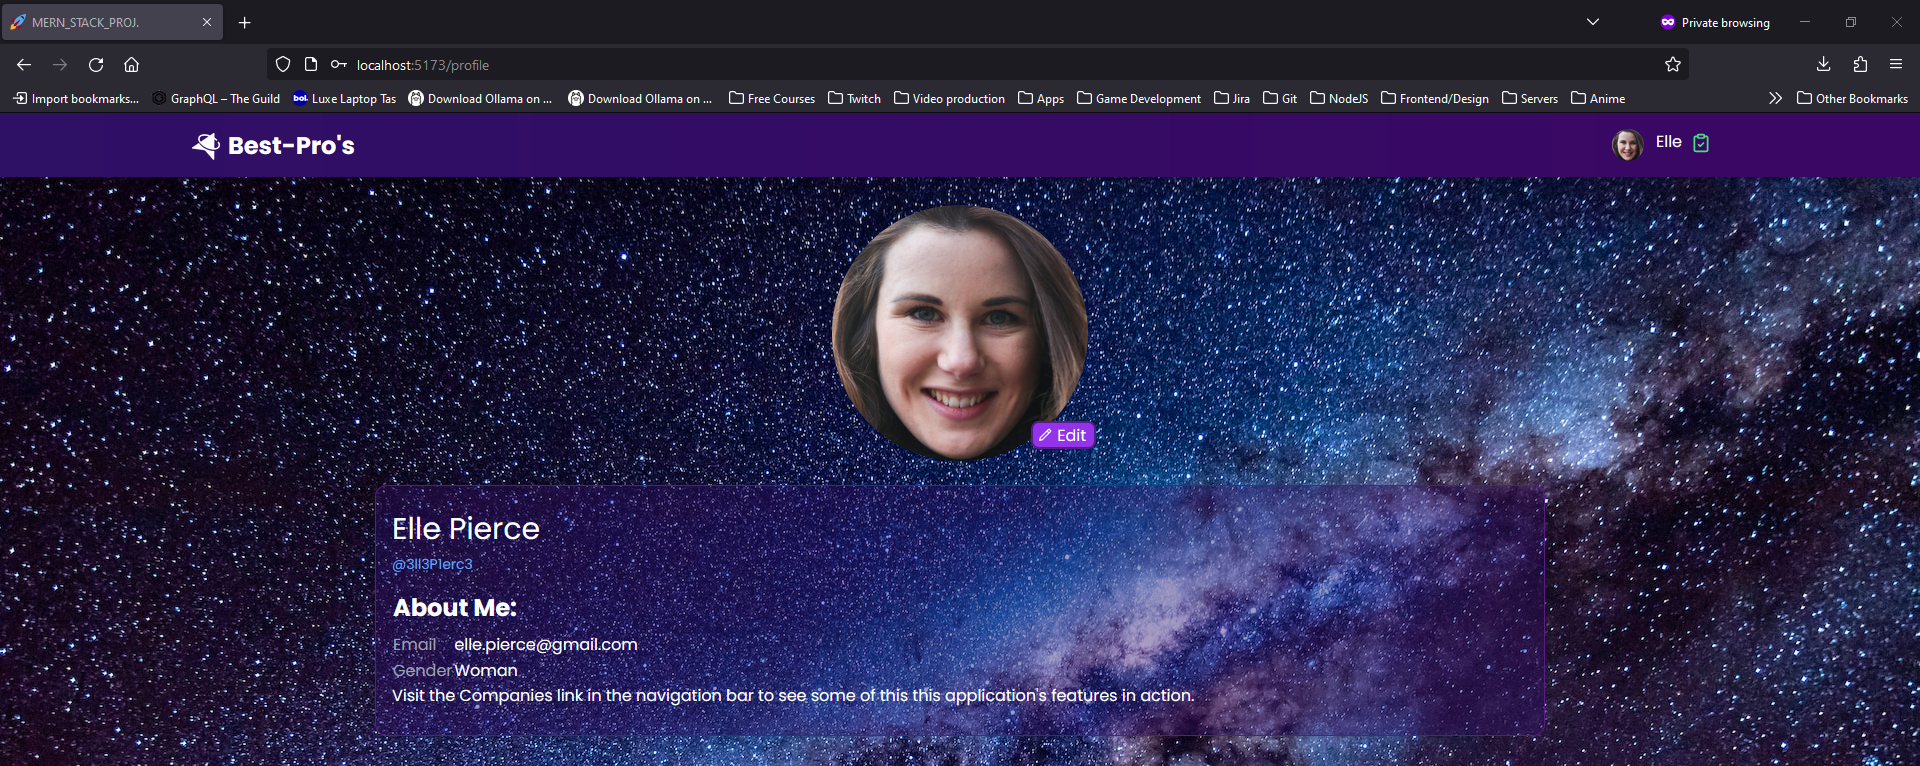 MERN_STACK_PROJ.
Private browsing
localhost:5173/profile
Import bookmarks... GraphQL – The Guild bol. Luxe Laptop Tas Download Ollama on ... Download Ollama on ... Free Courses Twitch Video production Apps Game Development Jira Git NodeJS Frontend/Design Servers Anime Other Bookmarks
Best-Pro's Elle
Edit
Elle Pierce
@3ll3P1erc3
About Me:
Email elle.pierce@gmail.com
Gender Woman
Visit the Companies link in the navigation bar to see some of this this application's features in action.